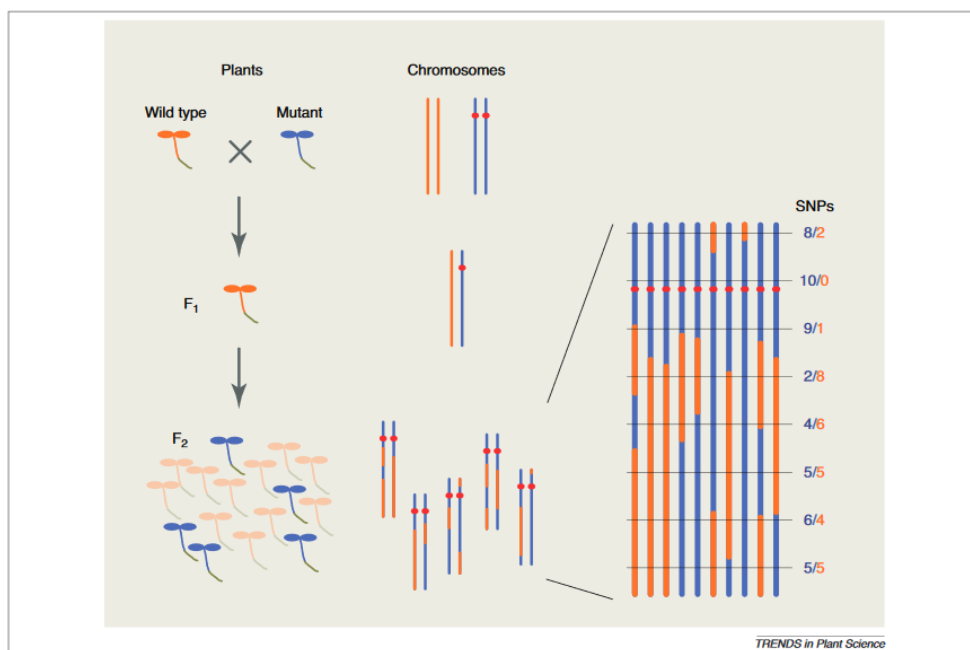 Plants
Chromosomes
Wild type
Mutant
F1
F2
SNPs
8/2
10/0
9/1
2/8
4/6
5/5
6/4
5/5
TRENDS in Plant Science